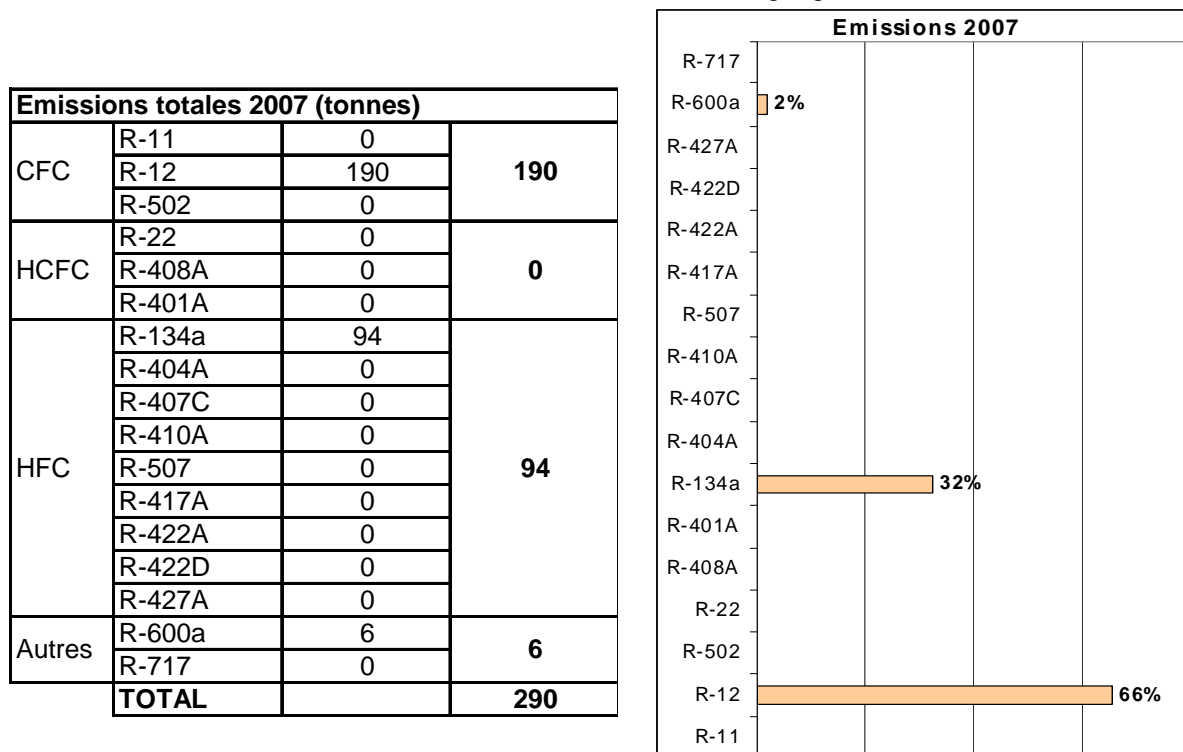 Emissions totales 2007 (tonnes)
CFC R-11 0 190
R-12 190
R-502 0
HCFC R-22 0 0
R-408A 0
R-401A 0
HFC R-134a 94 94
R-404A 0
R-407C 0
R-410A 0
R-507 0
R-417A 0
R-422A 0
R-422D 0
R-427A 0
Autres R-600a 6 6
R-717 0
TOTAL 290
Emissions 2007
R-717
R-600a 2%
R-427A
R-422D
R-422A
R-417A
R-507
R-410A
R-407C
R-404A
R-134a 32%
R-401A
R-408A
R-22
R-502
R-12 66%
R-11